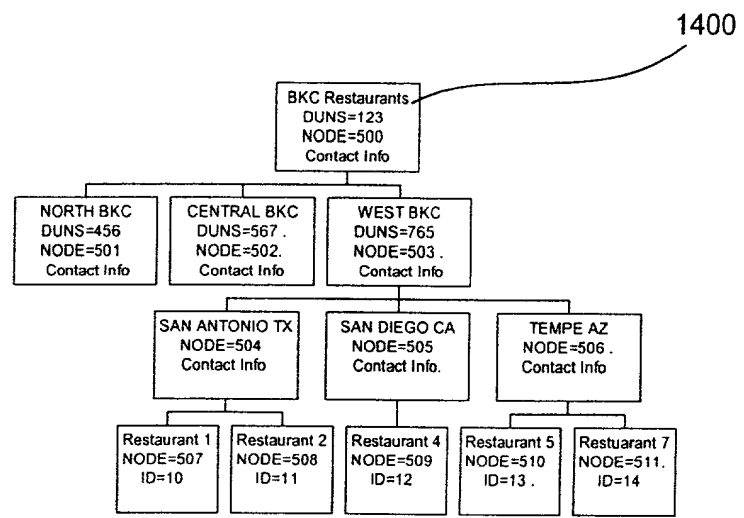 1400
BKC Restaurants
DUNS=123
NODE=500
Contact Info
NORTH BKC
DUNS=456
NODE=501
Contact Info
CENTRAL BKC
DUNS=567 .
NODE=502.
Contact Info
WEST BKC
DUNS=765
NODE=503 .
Contact Info
SAN ANTONIO TX
NODE=504
Contact Info
SAN DIEGO CA
NODE=505
Contact Info.
TEMPE AZ
NODE=506 .
Contact Info
Restaurant 1
NODE=507
ID=10
Restaurant 2
NODE=508
ID=11
Restaurant 4
NODE=509
ID=12
Restaurant 5
NODE=510
ID=13 .
Restuarant 7
NODE=511.
ID=14